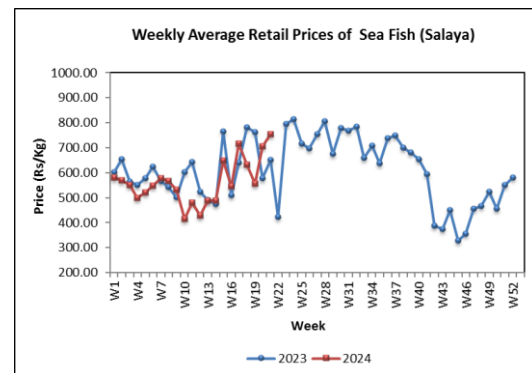 Weekly Average Retail Prices of Sea Fish (Salaya)
Price (Rs/Kg)
1000.00
900.00
800.00
700.00
600.00
500.00
400.00
300.00
200.00
W1
W4
W7
W10
W13
W16
W19
W22
W25
W28
W31
W34
W37
W40
W43
W46
W49
W52
Week
2023
2024